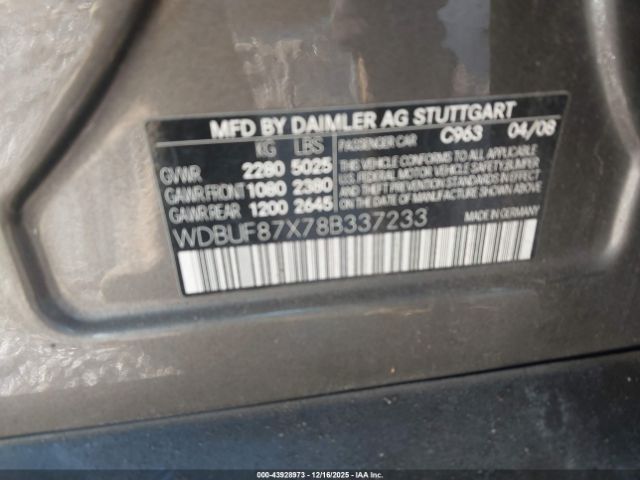 MFD BY DAIMLER AG STUTTGART
KG LBS PASSENGER CAR C963 04/08
GVWR 2280 5025 THIS VEHICLE CONFORMS TO ALL APPLICABLE
GAWR FRONT 1080 2380 U.S. FEDERAL MOTOR VEHICLE SAFETY, BUMPER
GAWR REAR 1200 2645 AND THEFT PREVENTION STANDARDS
IN EFFECT ON THE DATE OF MANUFACTURE
SHOWN ABOVE.
WDBUF87X78B337233
MADE IN GERMANY
000-43928973 | 12/16/2025 | IAAI.com